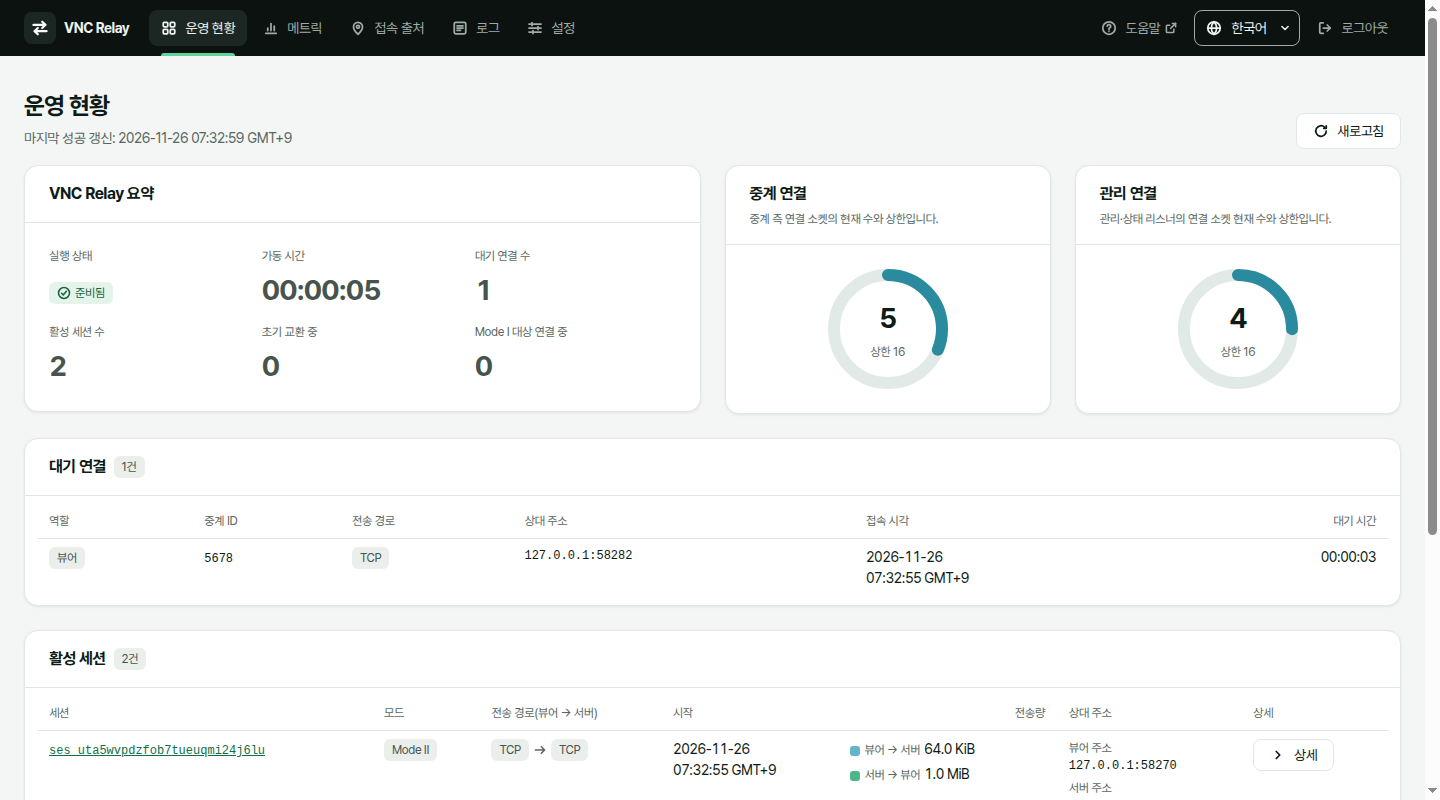 VNC Relay 운영 현황 메트릭 접속 출처 로그 설정 도움말 한국어 로그아웃
운영 현황
마지막 성공 갱신: 2026-11-26 07:32:59 GMT+9
새로고침
VNC Relay 요약
실행 상태 가동 시간 대기 연결 수
준비됨 00:00:05 1
활성 세션 수 초기 교환 중 Mode I 대상 연결 중
2 0 0
중계 연결
중계 측 연결 소켓의 현재 수와 상한입니다.
5
상한 16
관리 연결
관리·상태 리스너의 연결 소켓 현재 수와 상한입니다.
4
상한 16
대기 연결 1건
역할 중계 ID 전송 경로 상대 주소 접속 시각 대기 시간
뷰어 5678 TCP 127.0.0.1:58282 2026-11-26 00:00:03
07:32:55 GMT+9
활성 세션 2건
세션 모드 전송 경로(뷰어 → 서버) 시작 전송량 상대 주소 상세
ses_uta5wvpdzfob7tueuqmi24j6lu Mode II TCP → TCP 2026-11-26 뷰어 → 서버 64.0 KiB 뷰어 주소 상세
07:32:55 GMT+9 서버 → 뷰어 1.0 MiB 127.0.0.1:58270
서버 주소